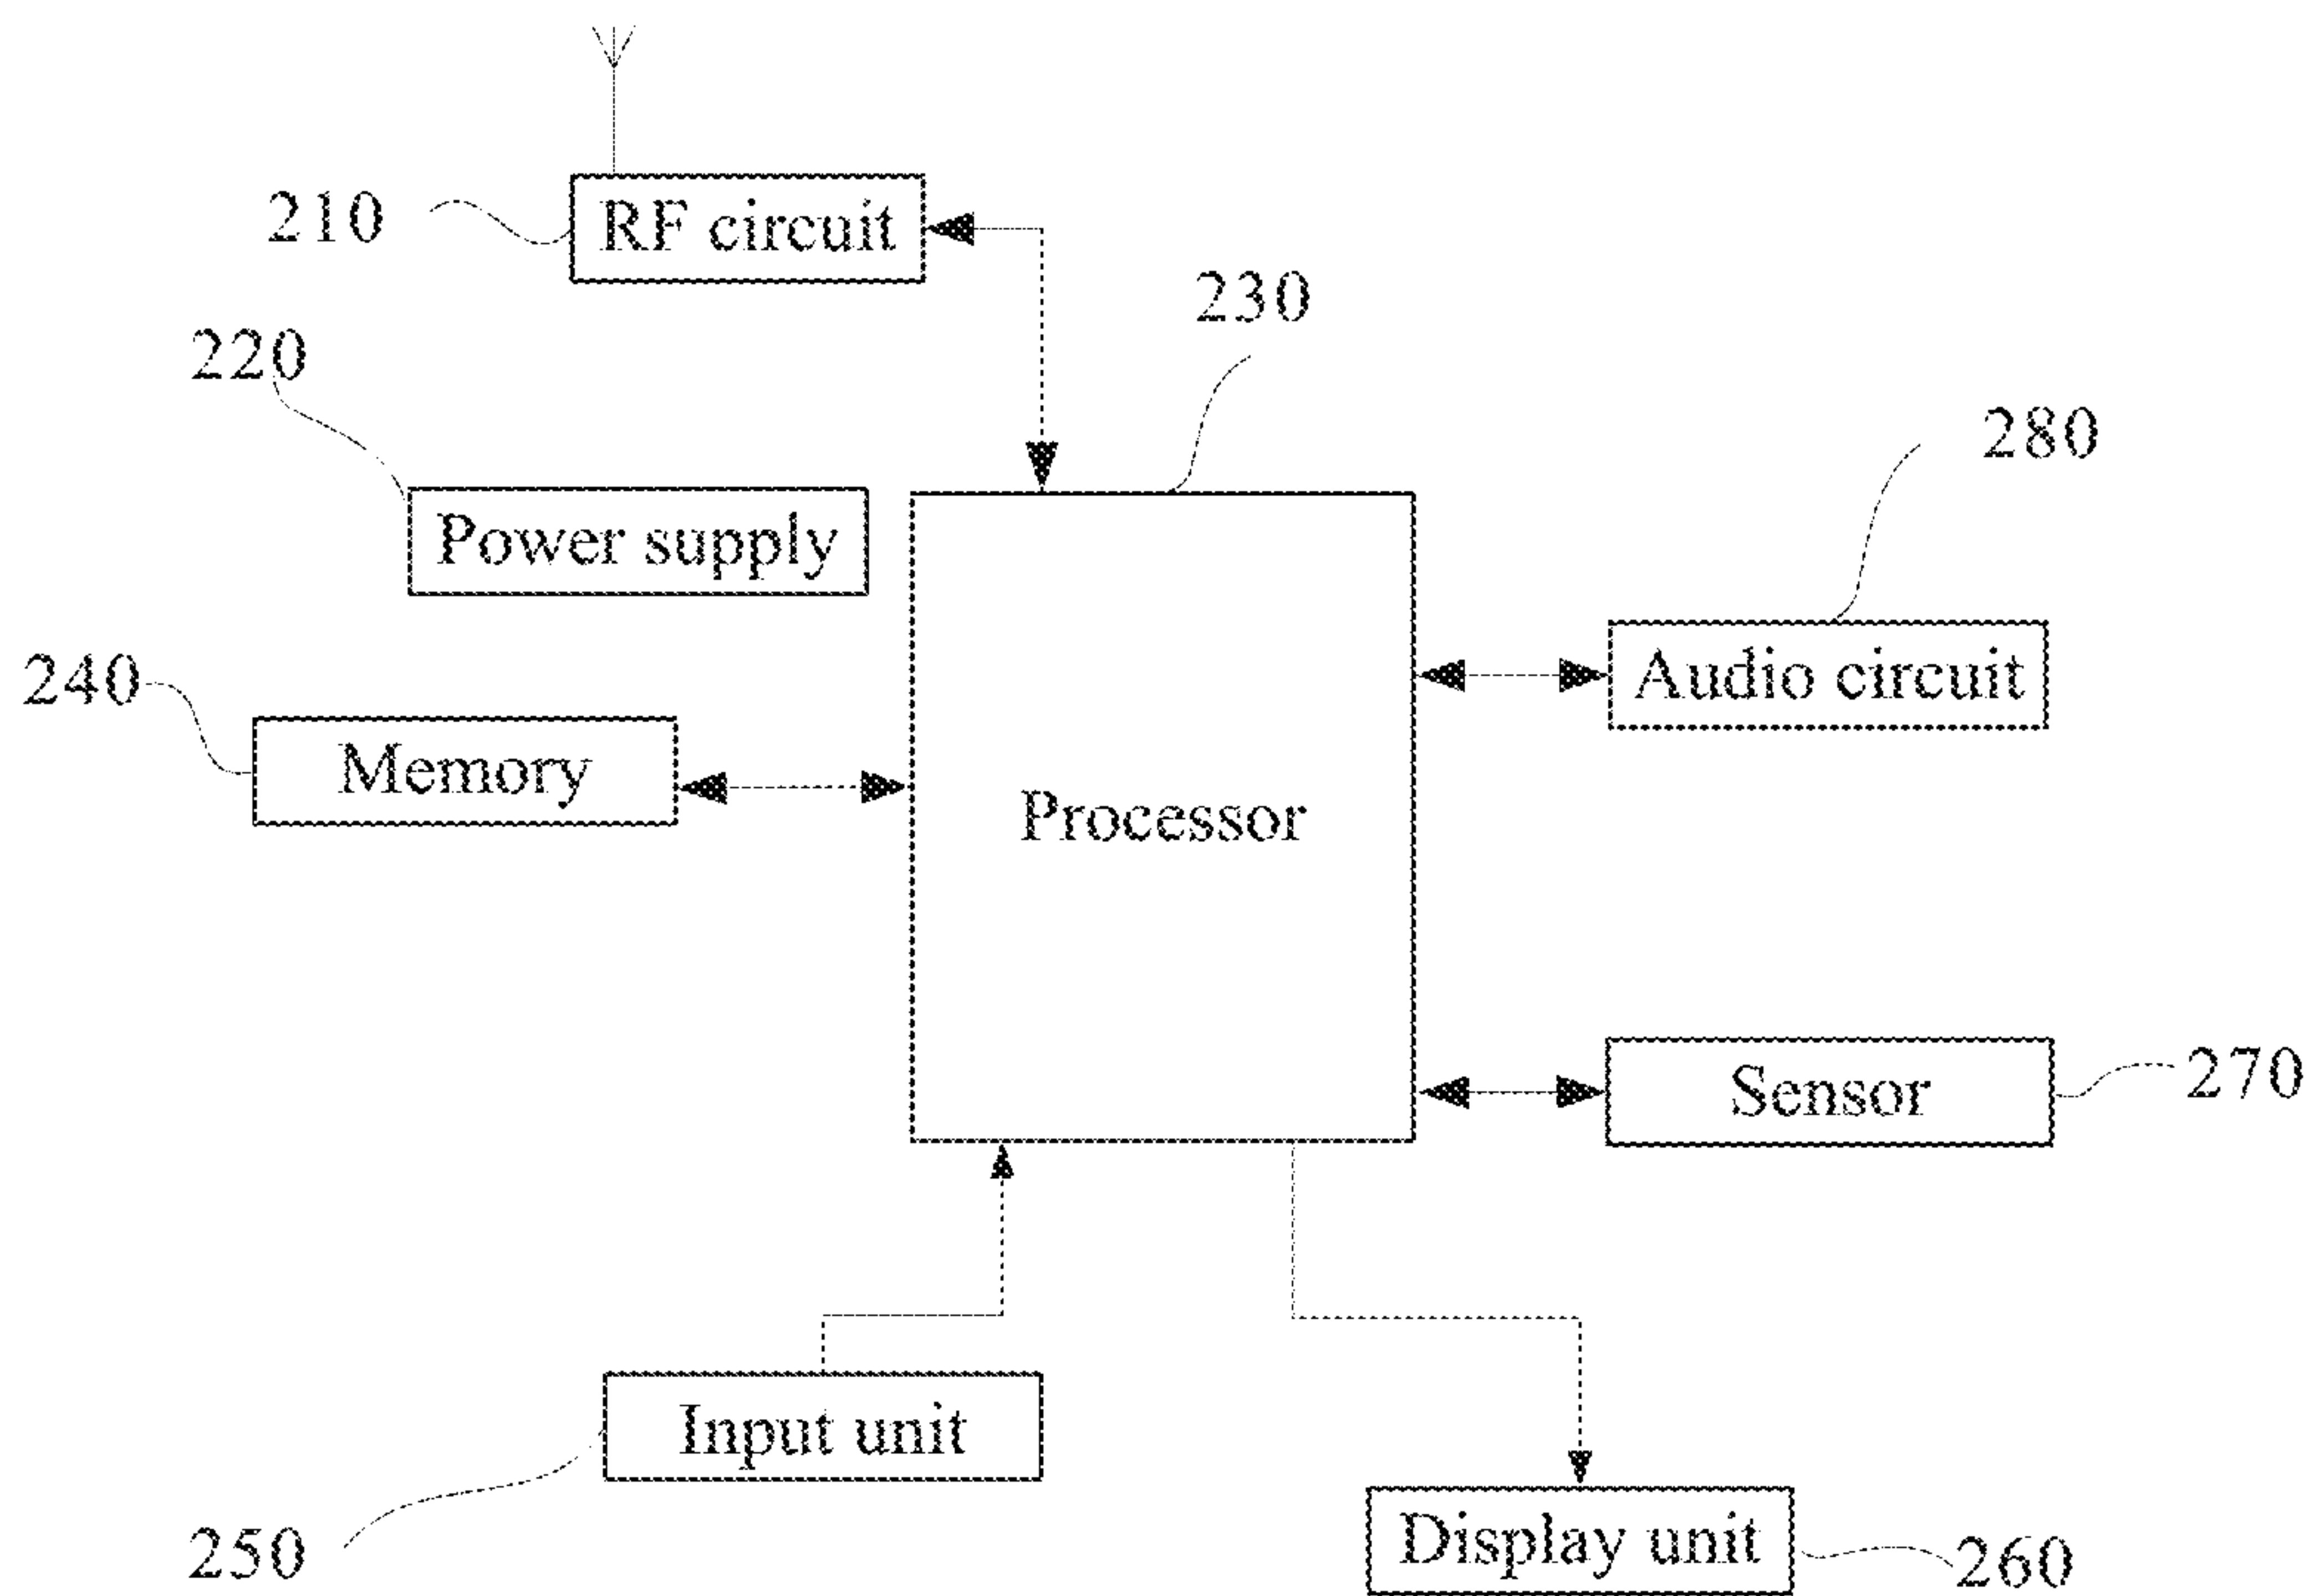 210
RF circuit
230
220
280
Power supply
240
Audio circuit
Memory
Processor
270
Sensor
Input unit
250
Display unit
260